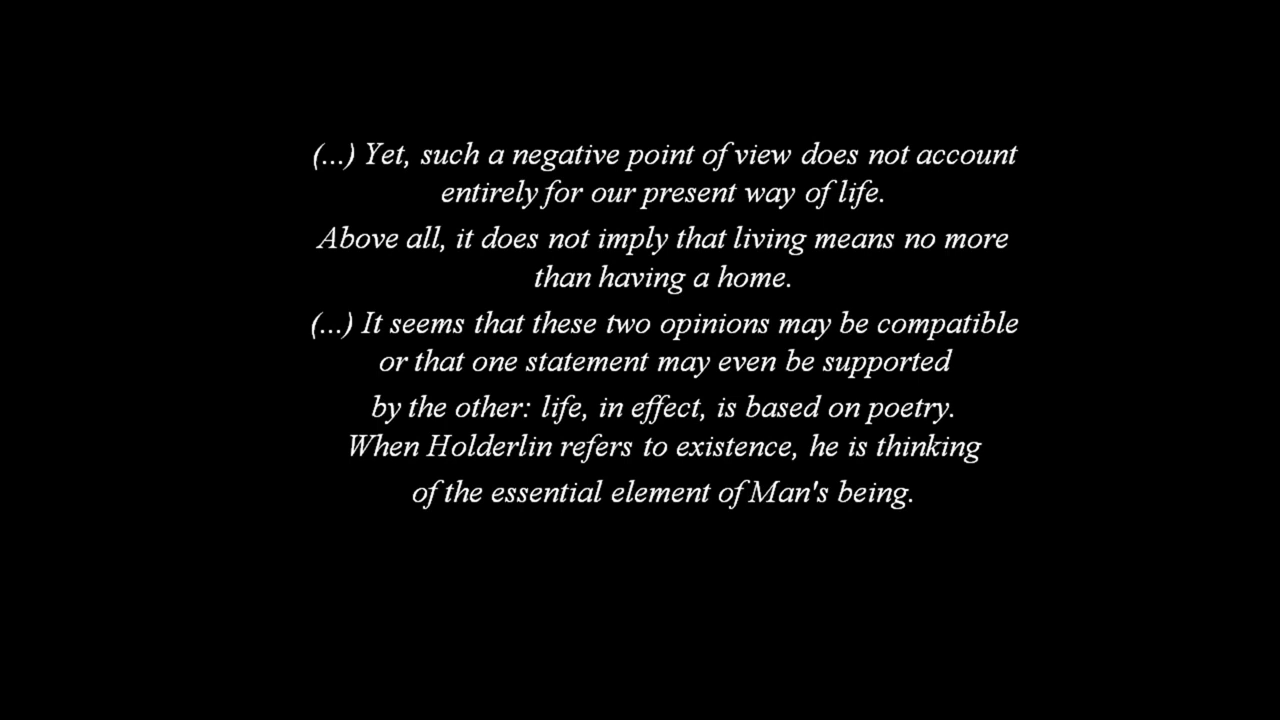 (...) Yet, such a negative point of view does not account
entirely for our present way of life.
Above all, it does not imply that living means no more
than having a home.
(...) It seems that these two opinions may be compatible
or that one statement may even be supported
by the other: life, in effect, is based on poetry.
When Holderlin refers to existence, he is thinking
of the essential element of Man's being.